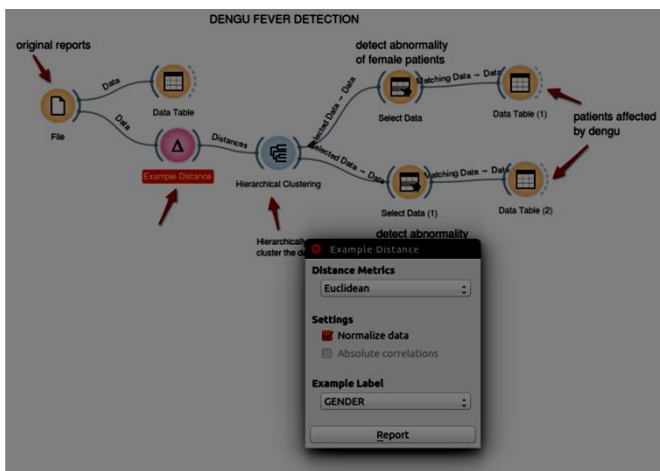 DENGU FEVER DETECTION
original reports
detect abnormality
of female patients
Data
Data
Data Table
File
Distances
Example Distance
Hierarchical Clustering
Selected Data → Data
Selected Data → Data
Matching Data → Data
Select Data
Data Table (1)
patients affected
by dengu
Matching Data → Data
Select Data (1)
Data Table (2)
detect abnormality
Hierarchically
cluster the da
Example Distance
Distance Metrics
Euclidean
Settings
Normalize data
Absolute correlations
Example Label
GENDER
Report